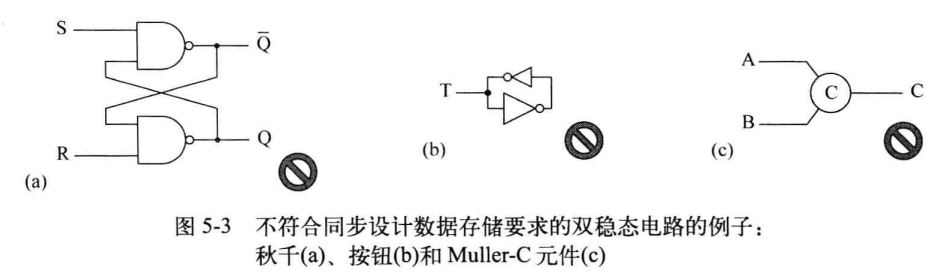 S
Q̄
Q
R
(a)
T
(b)
A
B
C
C
(c)
图 5-3 不符合同步设计数据存储要求的双稳态电路的例子：
秋千(a)、按钮(b)和 Muller-C 元件(c)